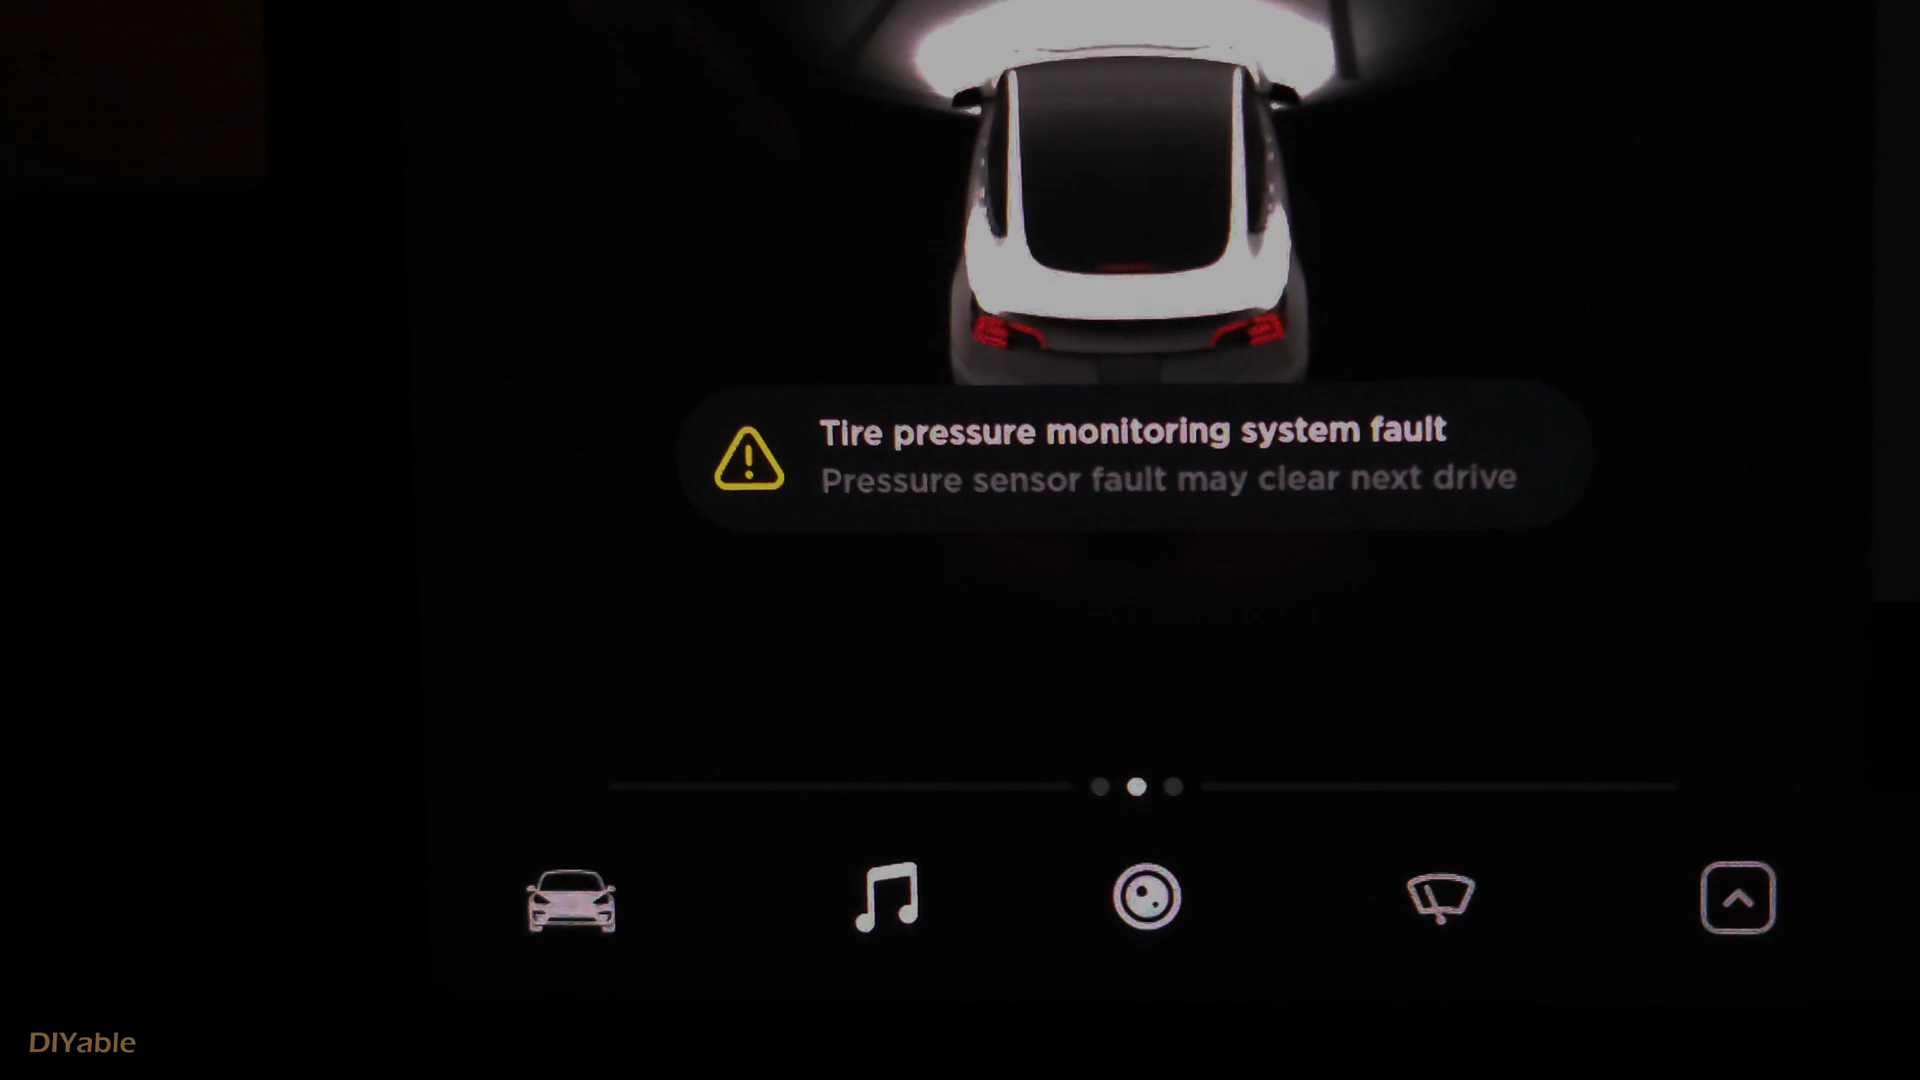 Tire pressure monitoring system fault
Pressure sensor fault may clear next drive
DIYable